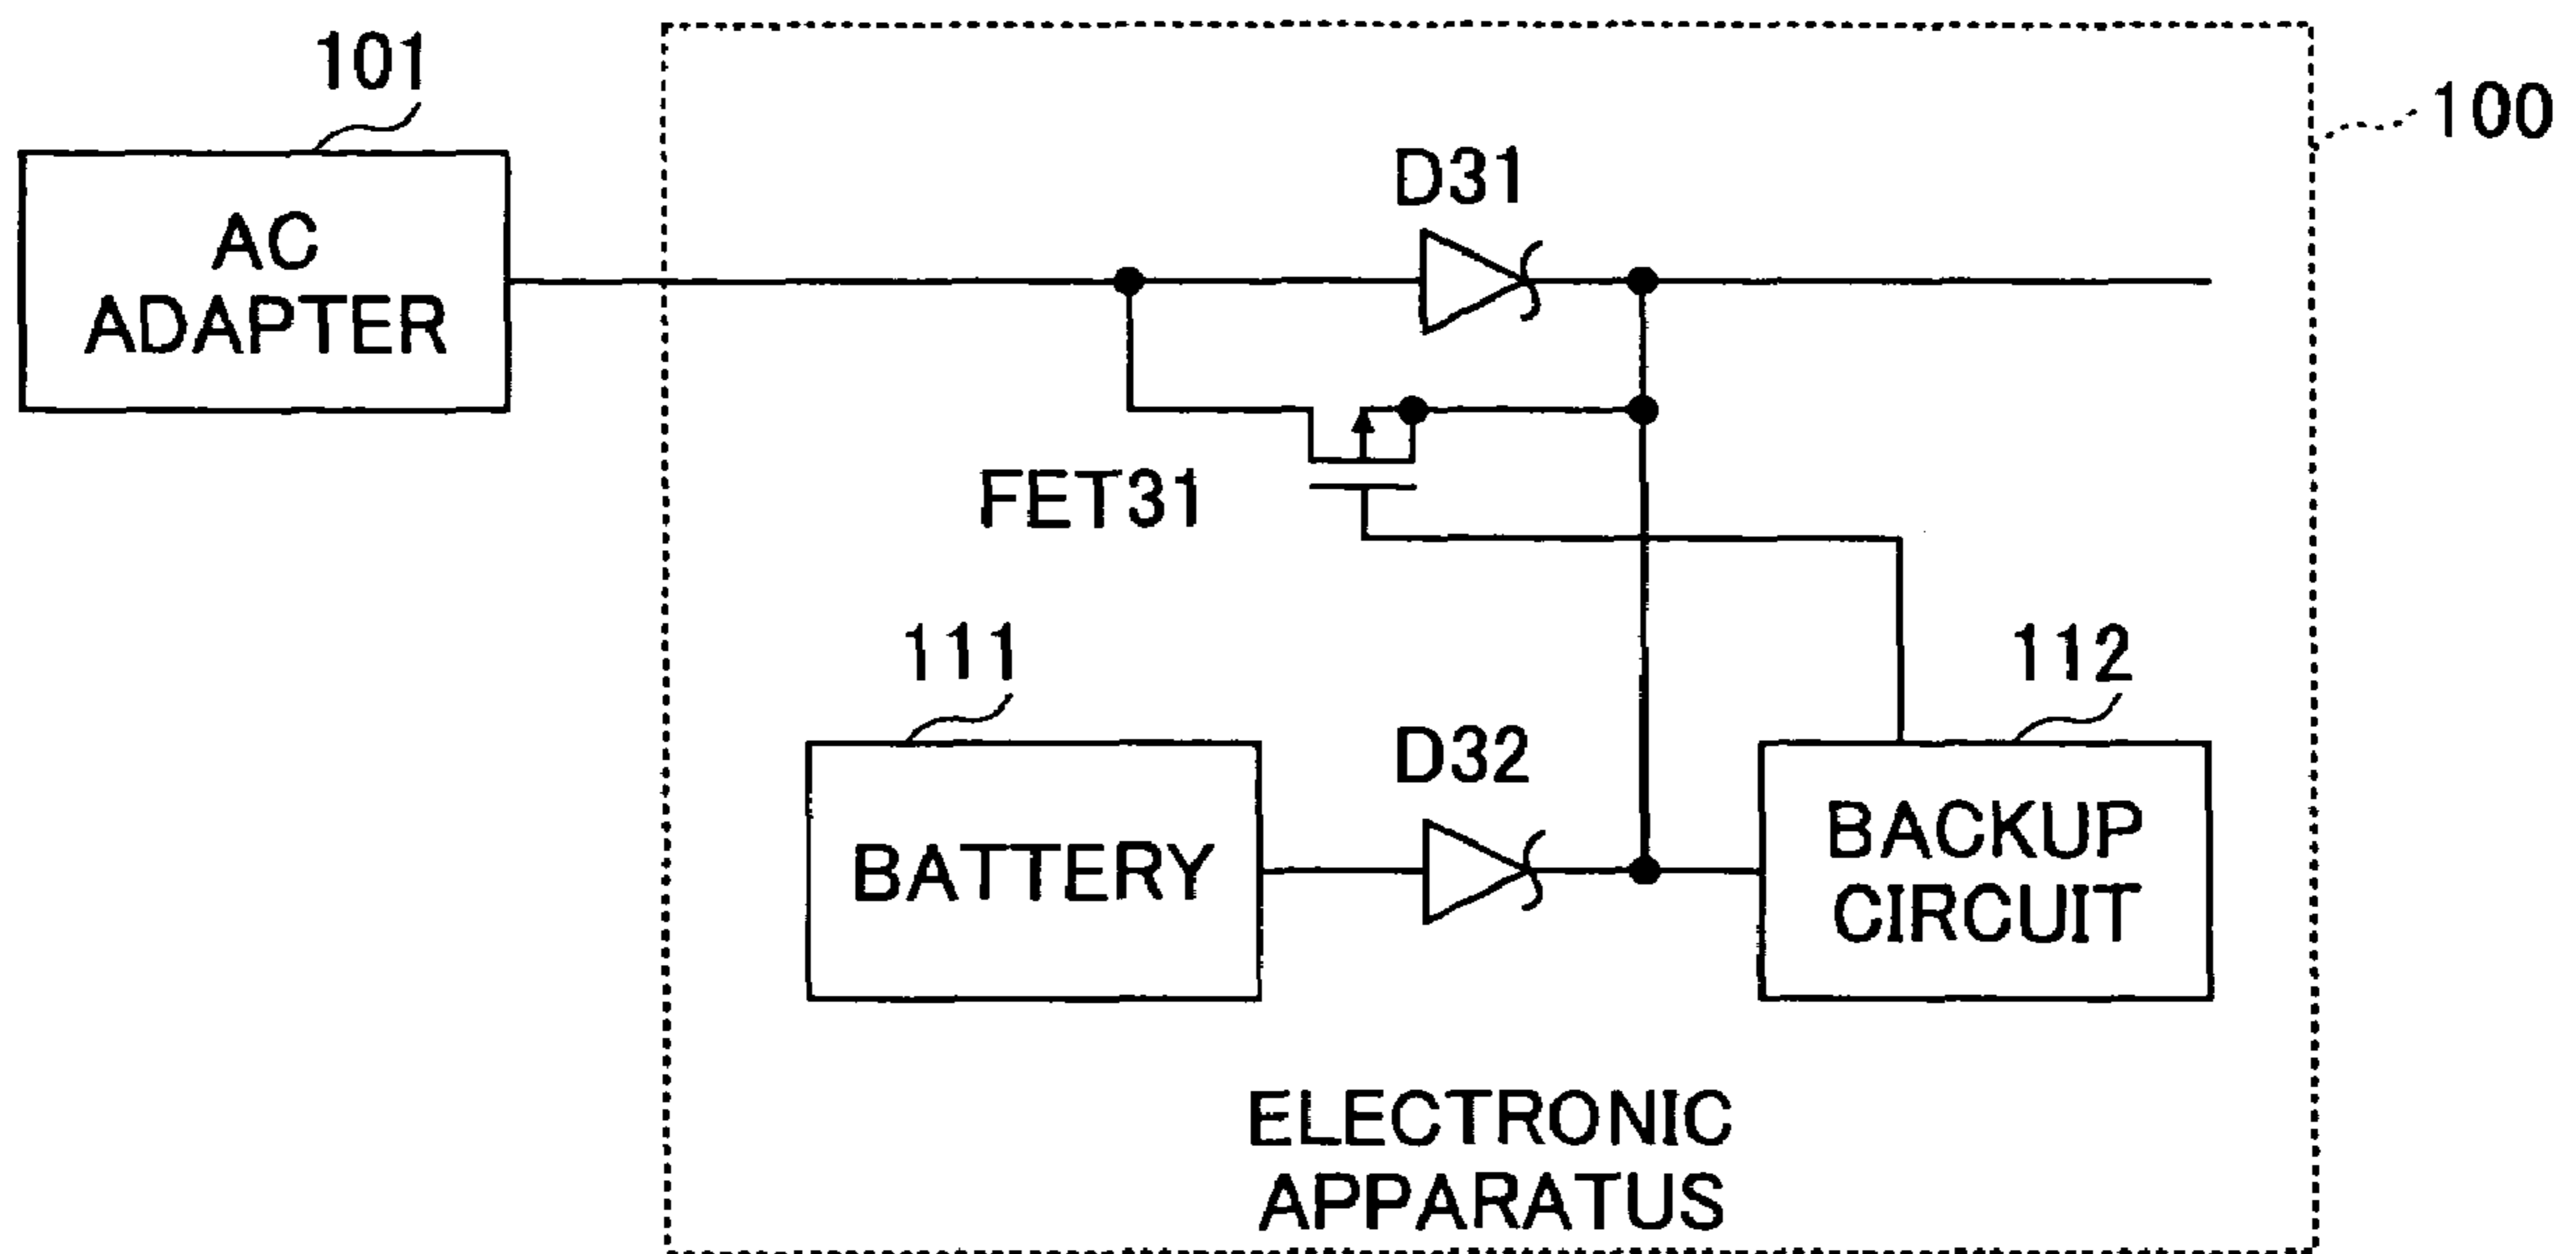 101
100
D31
AC
ADAPTER
FET31
111
112
D32
BATTERY
BACKUP
CIRCUIT
ELECTRONIC
APPARATUS